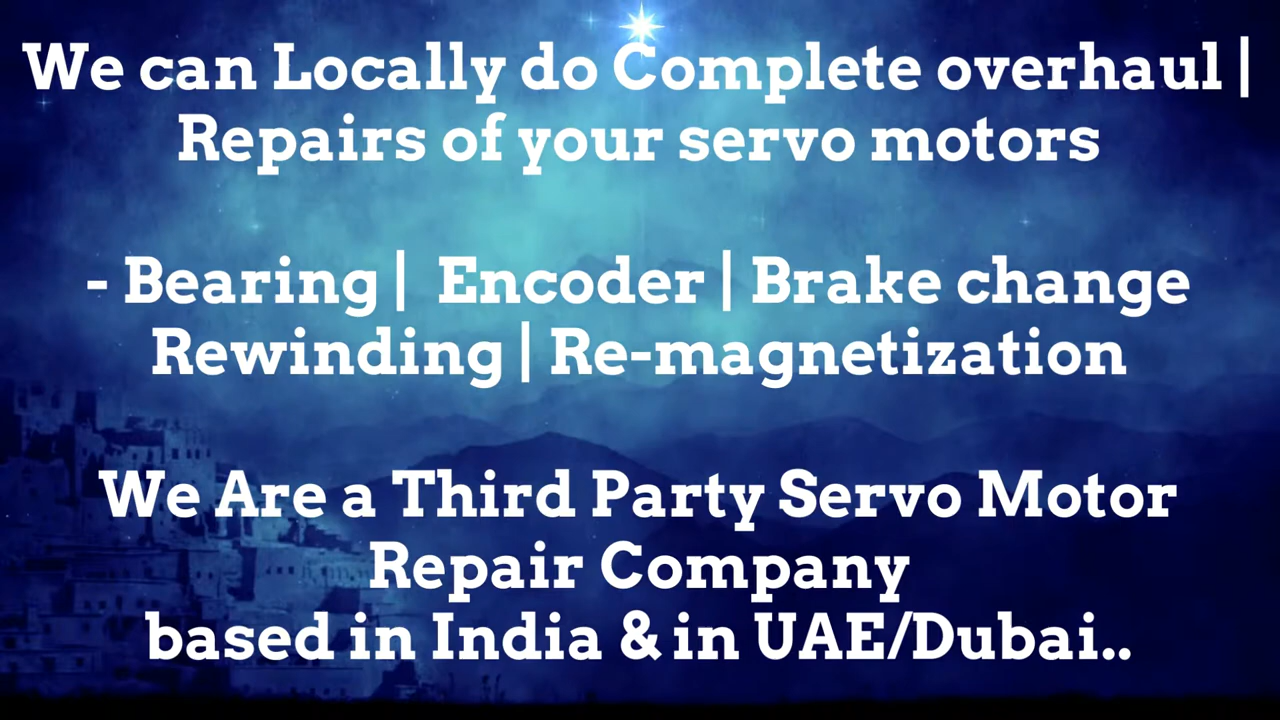 We can Locally do Complete overhaul |
Repairs of your servo motors
- Bearing | Encoder | Brake change
Rewinding | Re-magnetization
We Are a Third Party Servo Motor
Repair Company
based in India & in UAE/Dubai..